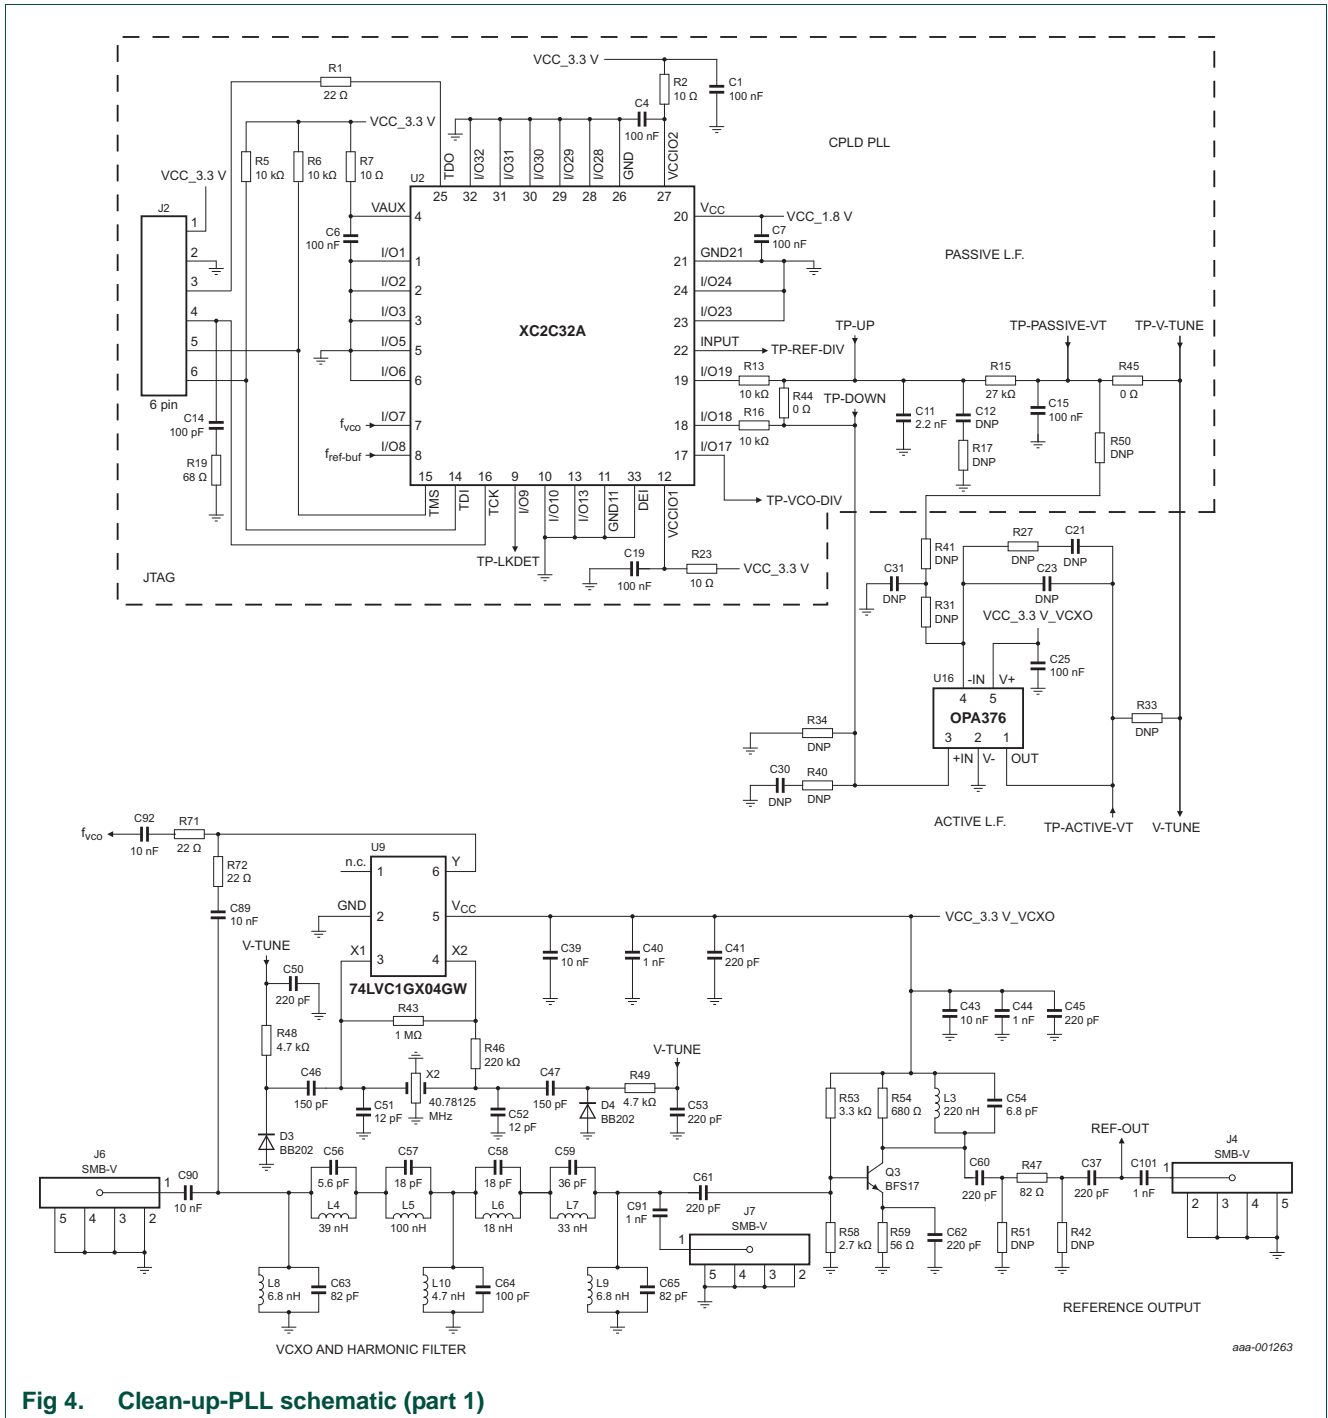 VCC_3.3 V
R1
22 Ω
R2
10 Ω
C1
100 nF
C4
100 nF
CPLD PLL
VCC_3.3 V
R5
10 kΩ
R6
10 kΩ
R7
10 Ω
VCC_3.3 V
J2
1
2
3
4
5
6
6 pin
U2
TDO
I/O32
I/O31
I/O30
I/O29
I/O28
GND
VCCIO2
25 32 31 30 29 28 26 27
VAUX 4
C6
100 nF
I/O1 1
I/O2 2
I/O3 3
I/O5 5
I/O6 6
fvco I/O7 7
fref-buf I/O8 8
XC2C32A
20 VCC
VCC_1.8 V
C7
100 nF
21 GND21
24 I/O24
23 I/O23
22 INPUT
TP-REF-DIV
19 I/O19
18 I/O18
17 I/O17
TP-VCO-DIV
PASSIVE L.F.
TP-UP
TP-PASSIVE-VT
TP-V-TUNE
R13
10 kΩ
R44
0 Ω
TP-DOWN
R16
10 kΩ
C11
2.2 nF
C12
DNP
R17
DNP
R15
27 kΩ
C15
100 nF
R45
0 Ω
R50
DNP
C14
100 pF
R19
68 Ω
15 14 16 9 10 13 11 33 12
TMS
TDI
TCK
I/O9
I/O10
I/O13
GND11
DEI
VCCIO1
TP-LKDET
C19
100 nF
R23
10 Ω
VCC_3.3 V
JTAG
R41
DNP
R27
DNP
C21
DNP
C23
DNP
C31
DNP
R31
DNP
VCC_3.3 V_VCXO
C25
100 nF
U16
-IN
V+
4 5
OPA376
3 2 1
+IN
V-
OUT
R33
DNP
R34
DNP
C30
DNP
R40
DNP
ACTIVE L.F.
TP-ACTIVE-VT
V-TUNE
fvco
C92
10 nF
R71
22 Ω
R72
22 Ω
C89
10 nF
U9
n.c. 1
6 Y
GND 2
5 VCC
X1 3
4 X2
74LVC1GX04GW
VCC_3.3 V_VCXO
C39
10 nF
C40
1 nF
C41
220 pF
V-TUNE
C50
220 pF
R48
4.7 kΩ
R43
1 MΩ
R46
220 kΩ
C43
10 nF
C44
1 nF
C45
220 pF
C46
150 pF
C51
12 pF
X2
40.78125
MHz
C52
12 pF
C47
150 pF
D4
BB202
R49
4.7 kΩ
V-TUNE
C53
220 pF
D3
BB202
R53
3.3 kΩ
R54
680 Ω
L3
220 nH
C54
6.8 pF
J6
SMB-V
1
5 4 3 2
C90
10 nF
C56
5.6 pF
L4
39 nH
C57
18 pF
L5
100 nH
C58
18 pF
L6
18 nH
C59
36 pF
L7
33 nH
C91
1 nF
C61
220 pF
J7
SMB-V
1
5 4 3 2
Q3
BFS17
R58
2.7 kΩ
R59
56 Ω
C62
220 pF
C60
220 pF
R47
82 Ω
R51
DNP
R42
DNP
C37
220 pF
REF-OUT
C101
1 nF
J4
SMB-V
1
2 3 4 5
L8
6.8 nH
C63
82 pF
L10
4.7 nH
C64
100 pF
L9
6.8 nH
C65
82 pF
REFERENCE OUTPUT
VCXO AND HARMONIC FILTER
aaa-001263
Fig 4. Clean-up-PLL schematic (part 1)